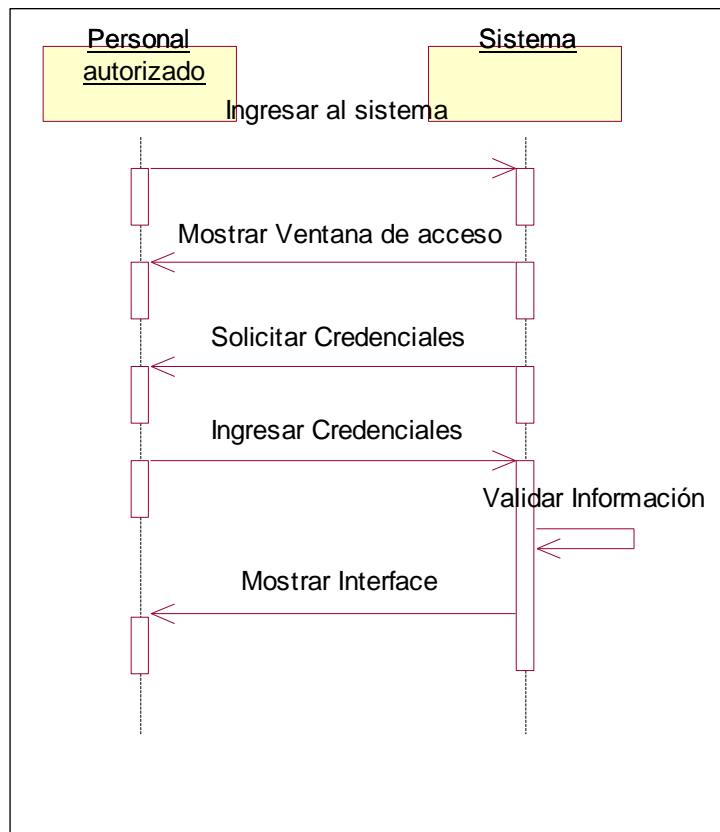 Personal
autorizado
Sistema
Ingresar al sistema
Mostrar Ventana de acceso
Solicitar Credenciales
Ingresar Credenciales
Validar Información
Mostrar Interface